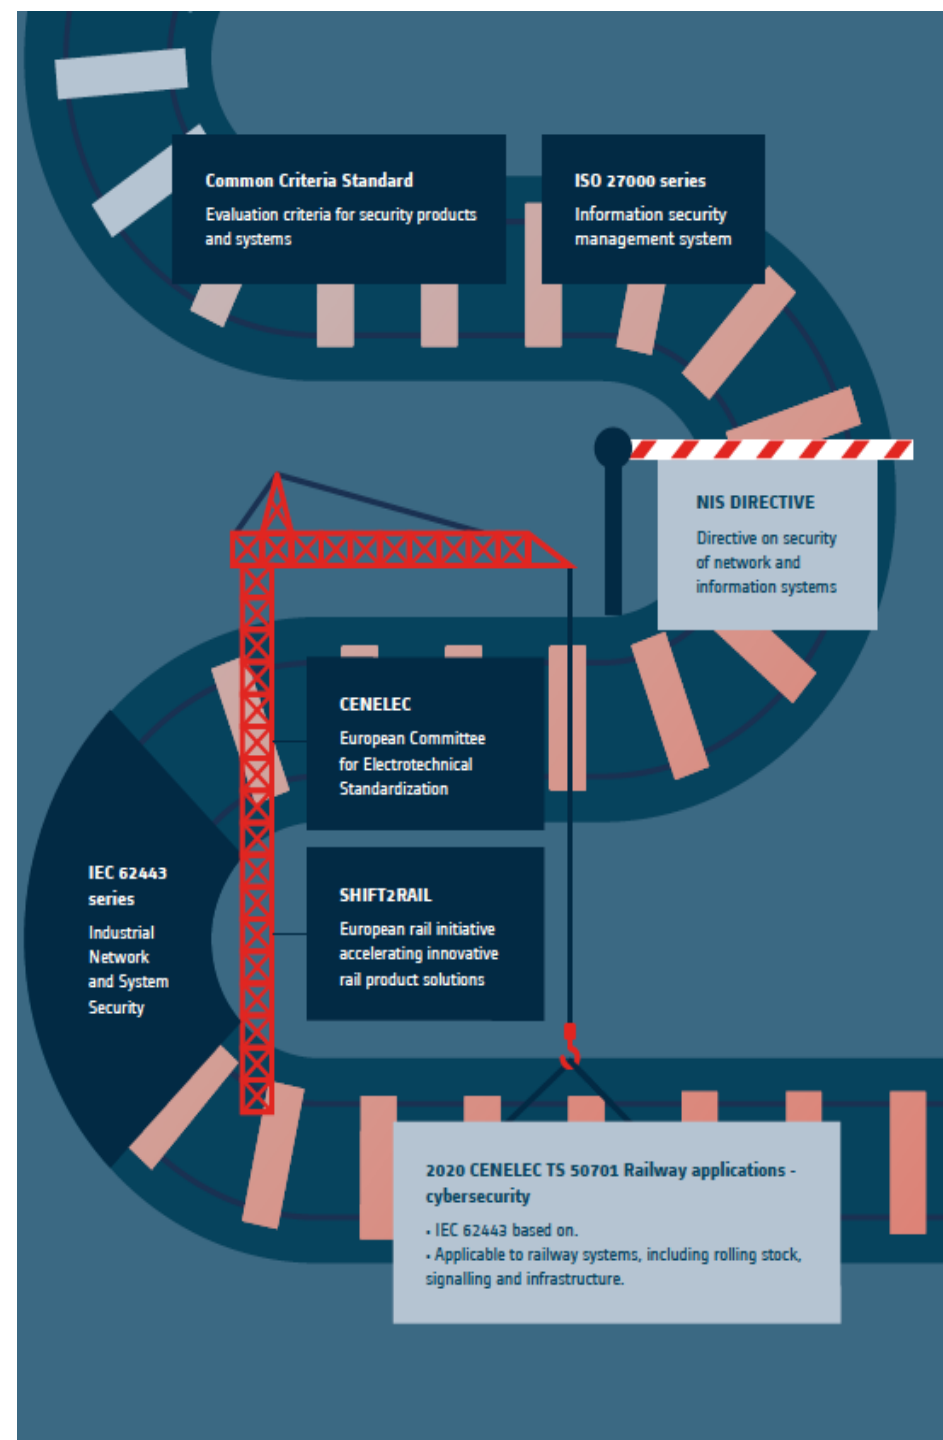 Common Criteria Standard
Evaluation criteria for security products
and systems
ISO 27000 series
Information security
management system
NIS DIRECTIVE
Directive on security
of network and
information systems
CENELEC
European Committee
for Electrotechnical
Standardization
IEC 62443
series
Industrial
Network
and System
Security
SHIFT2RAIL
European rail initiative
accelerating innovative
rail product solutions
2020 CENELEC TS 50701 Railway applications -
cybersecurity
• IEC 62443 based on.
• Applicable to railway systems, including rolling stock,
signalling and infrastructure.